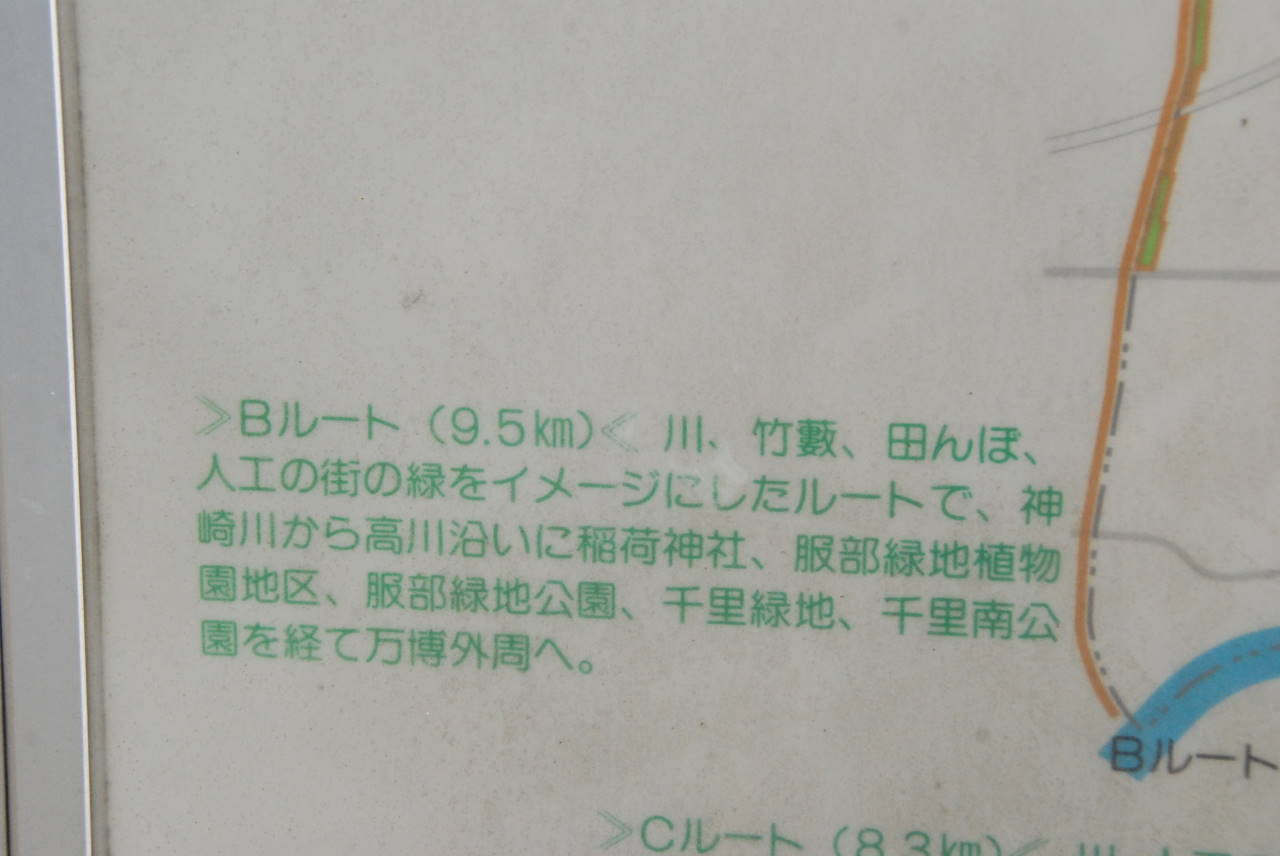 ≫Bルート（9.5㎞）≪ 川、竹藪、田んぼ、
人工の街の緑をイメージにしたルートで、神
崎川から高川沿いに稲荷神社、服部緑地植物
園地区、服部緑地公園、千里緑地、千里南公
園を経て万博外周へ。
Bルート
≫Cルート（8.3㎞）≪ 川